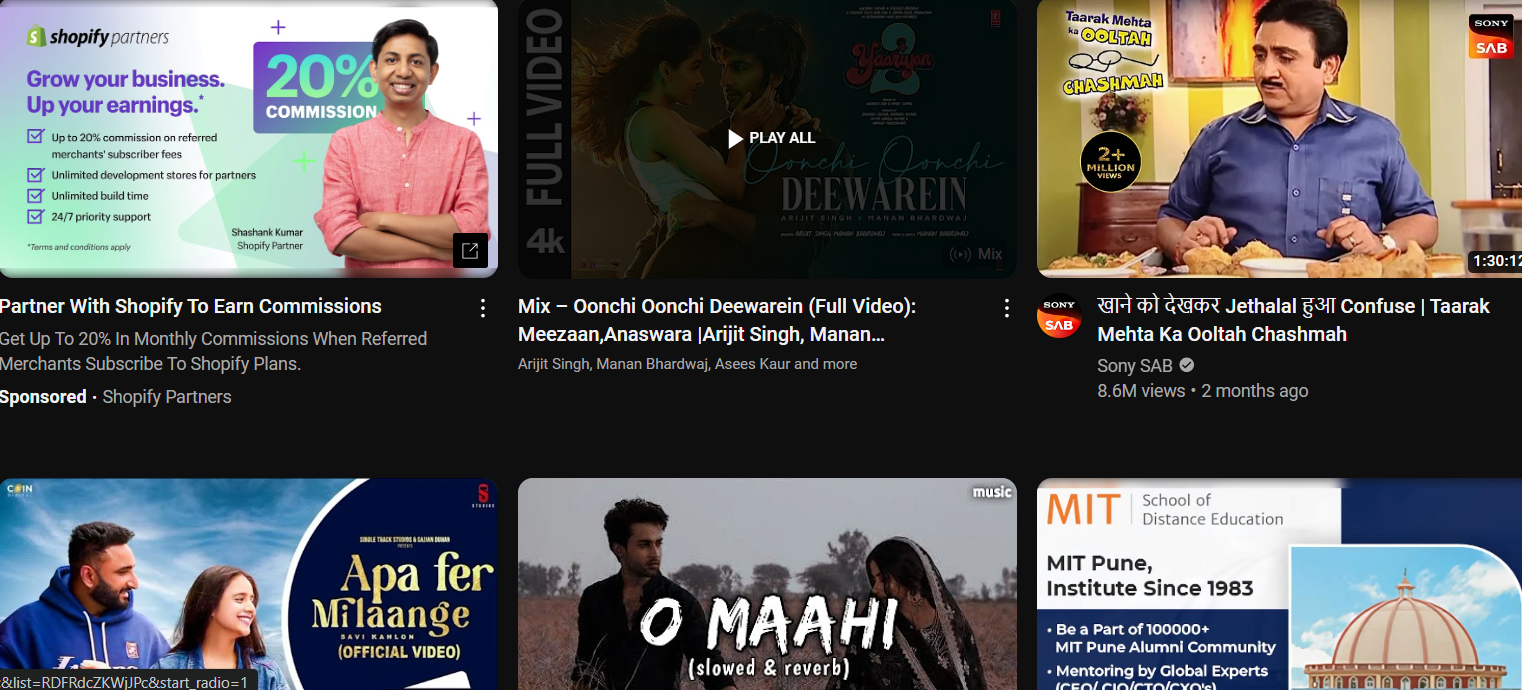 shopify partners
Grow your business.
Up your earnings.*
Up to 20% commission on referred
merchants' subscriber fees
Unlimited development stores for partners
Unlimited build time
24/7 priority support
*Terms and conditions apply
20%
COMMISSION
Shashank Kumar
Shopify Partner
Partner With Shopify To Earn Commissions
Get Up To 20% In Monthly Commissions When Referred
Merchants Subscribe To Shopify Plans.
Sponsored · Shopify Partners
FULL VIDEO
4k
Yaariyan
2
PLAY ALL
Oonchi Oonchi
DEEWAREIN
ARIJIT SINGH × MANAN BHARDWAJ
Mix
Mix – Oonchi Oonchi Deewarein (Full Video):
Meezaan,Anaswara |Arijit Singh, Manan…
Arijit Singh, Manan Bhardwaj, Asees Kaur and more
Taarak Mehta
ka OOLTAH
CHASHMAH
2+
MILLION
VIEWS
SONY
SAB
1:30:12
SONY
SAB
खाने को देखकर Jethalal हुआ Confuse | Taarak
Mehta Ka Ooltah Chashmah
Sony SAB
8.6M views • 2 months ago
COIN
DIGITAL
S
STUDIOS
SINGLE TRACK STUDIOS & SAJJAN DUHAN
PRESENTS
Apa fer
Milaange
SAVI KAHLON
(OFFICIAL VIDEO)
&list=RDFRdcZKWjJPc&start_radio=1
music
O MAAHI
(slowed & reverb)
MIT
School of
Distance Education
MIT Pune,
Institute Since 1983
• Be a Part of 100000+
MIT Pune Alumni Community
• Mentoring by Global Experts
(CEO/ CIO/CTO/CXO's)